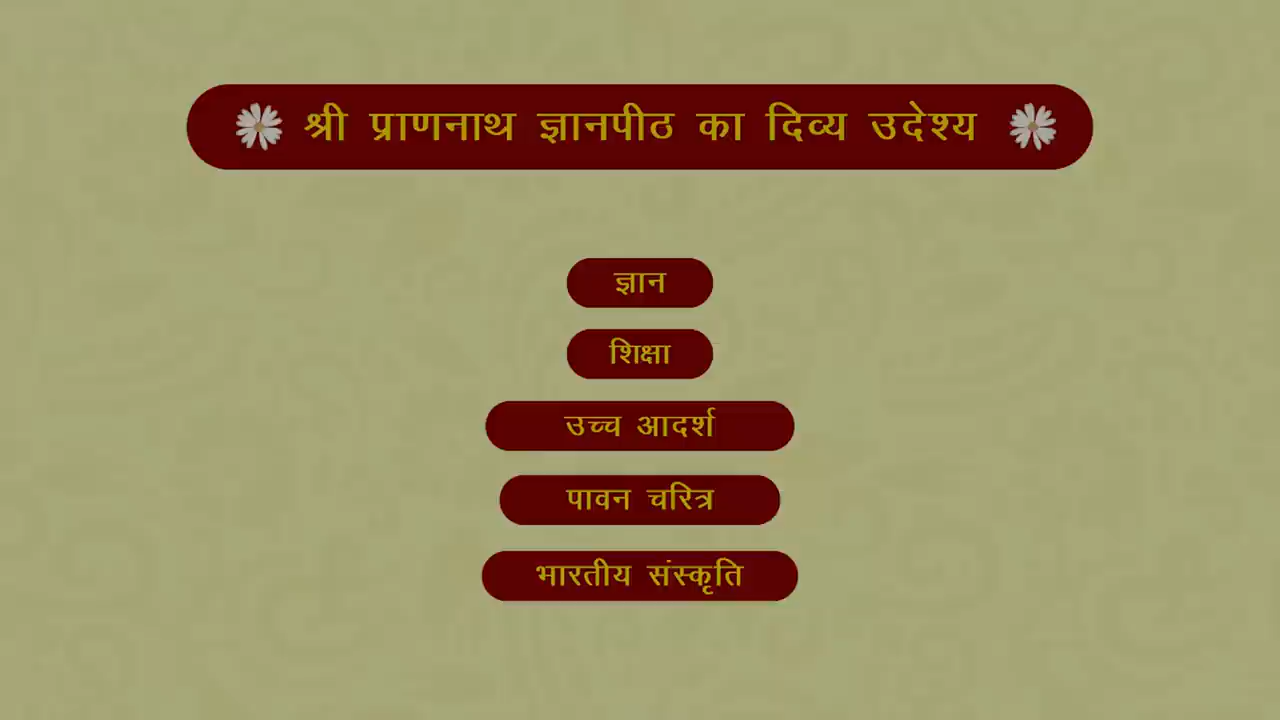 श्री प्राणनाथ ज्ञानपीठ का दिव्य उदेश्य
ज्ञान
शिक्षा
उच्च आदर्श
पावन चरित्र
भारतीय संस्कृति